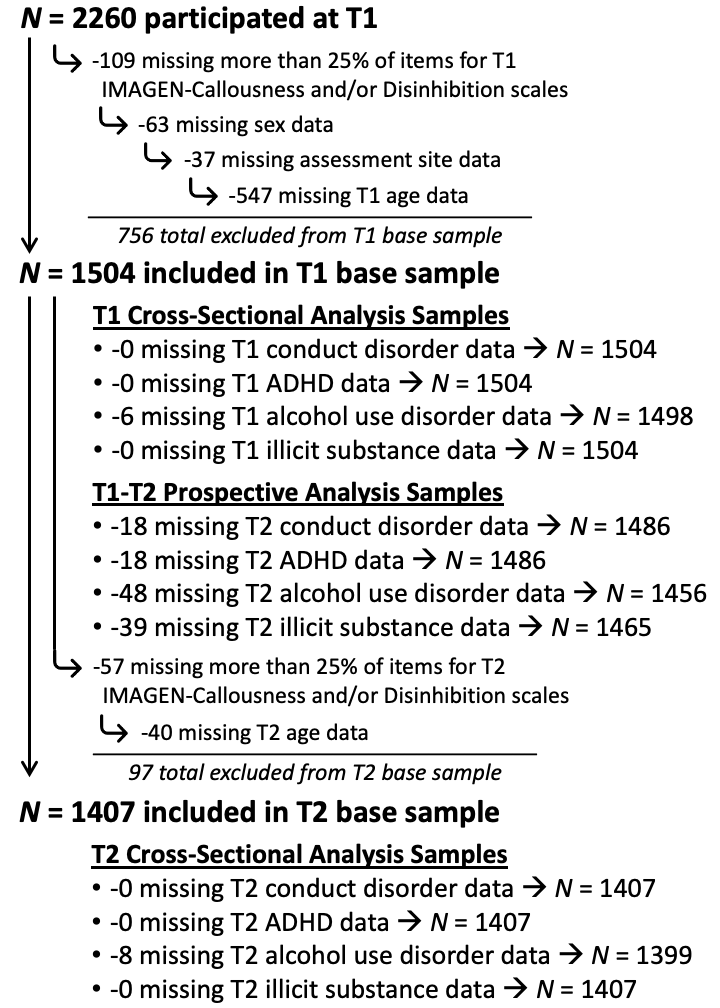 N = 2260 participated at T1
-109 missing more than 25% of items for T1
IMAGEN-Callousness and/or Disinhibition scales
-63 missing sex data
-37 missing assessment site data
-547 missing T1 age data
756 total excluded from T1 base sample
N = 1504 included in T1 base sample
T1 Cross-Sectional Analysis Samples
• -0 missing T1 conduct disorder data → N = 1504
• -0 missing T1 ADHD data → N = 1504
• -6 missing T1 alcohol use disorder data → N = 1498
• -0 missing T1 illicit substance data → N = 1504
T1-T2 Prospective Analysis Samples
• -18 missing T2 conduct disorder data → N = 1486
• -18 missing T2 ADHD data → N = 1486
• -48 missing T2 alcohol use disorder data → N = 1456
• -39 missing T2 illicit substance data → N = 1465
-57 missing more than 25% of items for T2
IMAGEN-Callousness and/or Disinhibition scales
-40 missing T2 age data
97 total excluded from T2 base sample
N = 1407 included in T2 base sample
T2 Cross-Sectional Analysis Samples
• -0 missing T2 conduct disorder data → N = 1407
• -0 missing T2 ADHD data → N = 1407
• -8 missing T2 alcohol use disorder data → N = 1399
• -0 missing T2 illicit substance data → N = 1407